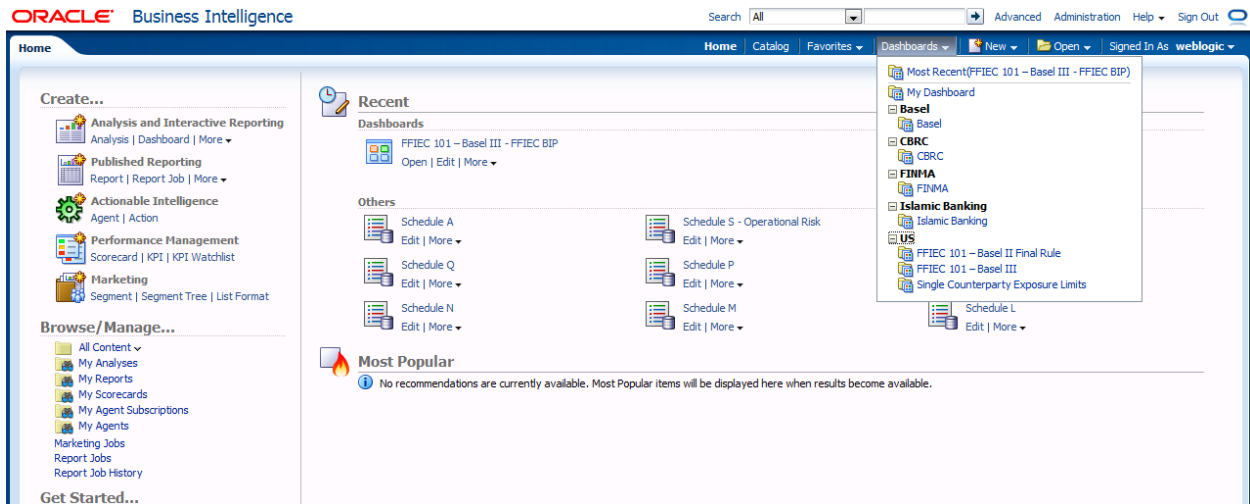 ORACLE Business Intelligence
Search All Advanced Administration Help Sign Out
Home
Home Catalog Favorites Dashboards New Open Signed In As weblogic
Most Recent(FFIEC 101 – Basel III - FFIEC BIP)
My Dashboard
Basel
Basel
CBRC
CBRC
FINMA
FINMA
Islamic Banking
Islamic Banking
US
FFIEC 101 – Basel II Final Rule
FFIEC 101 – Basel III
Single Counterparty Exposure Limits
Create...
Analysis and Interactive Reporting
Analysis | Dashboard | More
Published Reporting
Report | Report Job | More
Actionable Intelligence
Agent | Action
Performance Management
Scorecard | KPI | KPI Watchlist
Marketing
Segment | Segment Tree | List Format
Browse/Manage...
All Content
My Analyses
My Reports
My Scorecards
My Agent Subscriptions
My Agents
Marketing Jobs
Report Jobs
Report Job History
Get Started...
Recent
Dashboards
FFIEC 101 – Basel III - FFIEC BIP
Open | Edit | More
Others
Schedule A
Edit | More
Schedule S - Operational Risk
Edit | More
Schedule Q
Edit | More
Schedule P
Edit | More
Schedule N
Edit | More
Schedule M
Edit | More
Schedule L
Edit | More
Most Popular
No recommendations are currently available. Most Popular items will be displayed here when results become available.